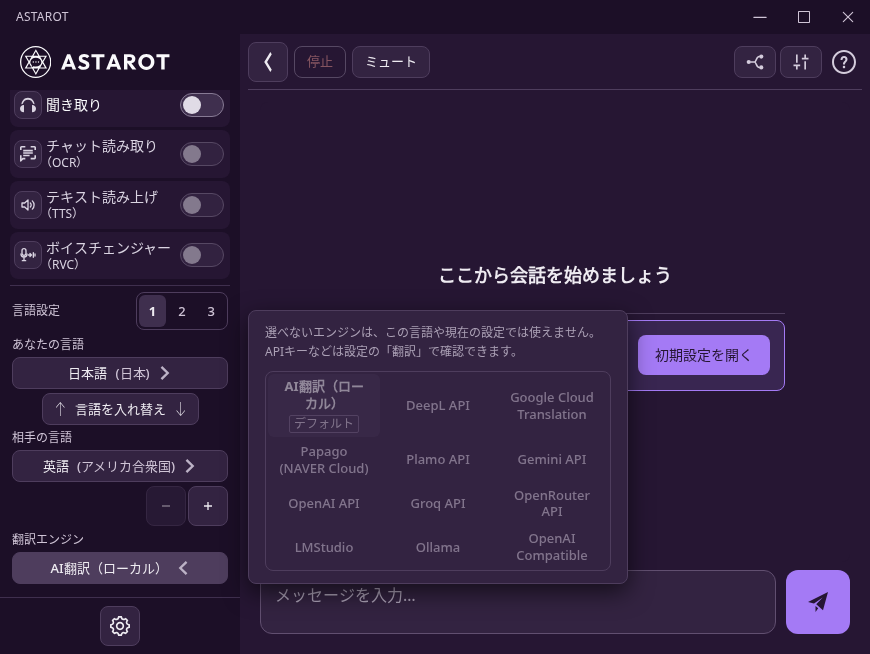 ASTAROT
ASTAROT
停止
ミュート
聞き取り
チャット読み取り
（OCR）
テキスト読み上げ
（TTS）
ボイスチェンジャー
（RVC）
言語設定
1 2 3
あなたの言語
日本語（日本）
言語を入れ替え
相手の言語
英語（アメリカ合衆国）
− +
翻訳エンジン
AI翻訳（ローカル）
ここから会話を始めましょう
初期設定を開く
選べないエンジンは、この言語や現在の設定では使えません。
APIキーなどは設定の「翻訳」で確認できます。
AI翻訳（ロー
カル）
デフォルト
DeepL API
Google Cloud
Translation
Papago
(NAVER Cloud)
Plamo API
Gemini API
OpenAI API
Groq API
OpenRouter
API
LMStudio
Ollama
OpenAI
Compatible
メッセージを入力...